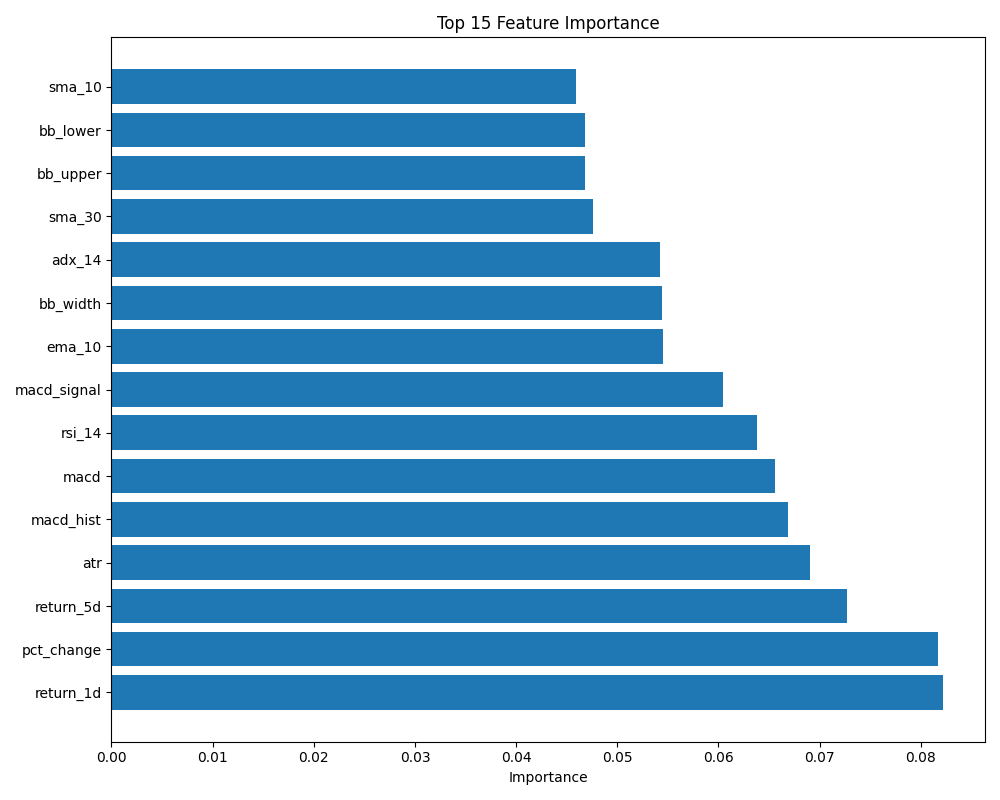 Top 15 Feature Importance
sma_10
bb_lower
bb_upper
sma_30
adx_14
bb_width
ema_10
macd_signal
rsi_14
macd
macd_hist
atr
return_5d
pct_change
return_1d
0.00 0.01 0.02 0.03 0.04 0.05 0.06 0.07 0.08
Importance